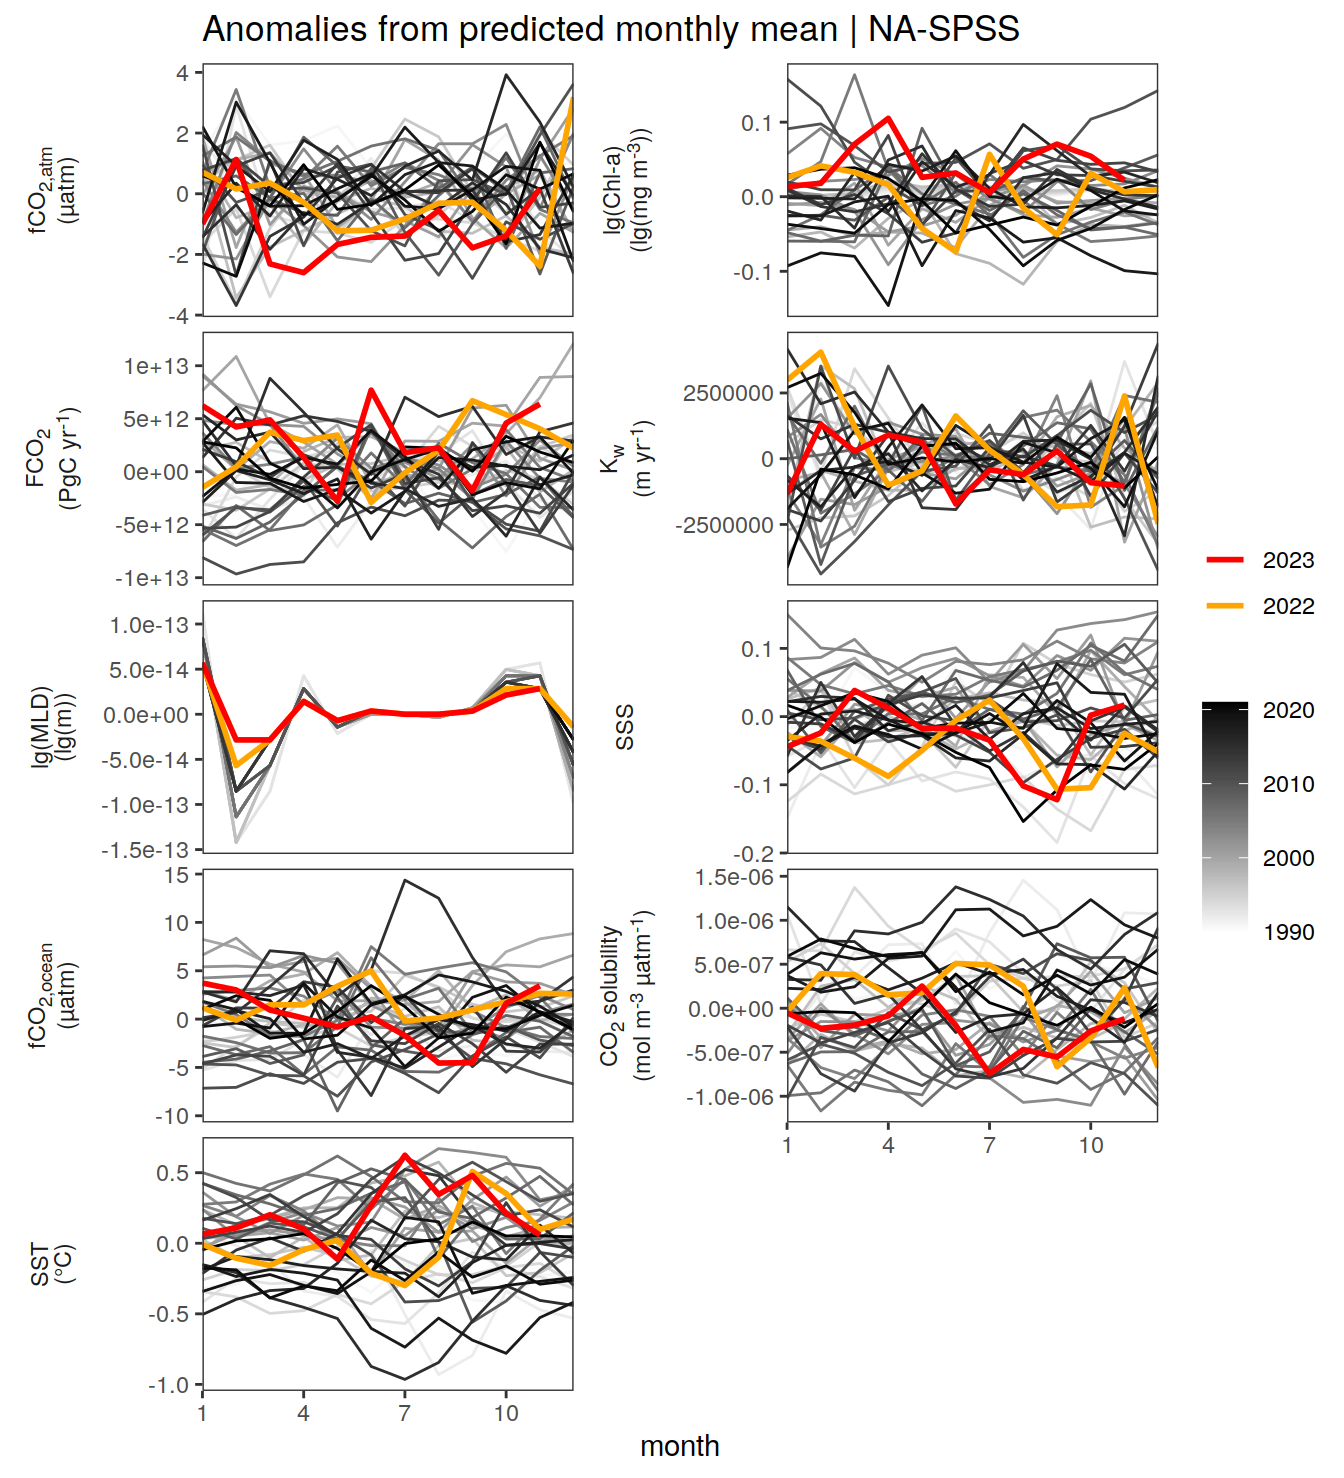 Anomalies from predicted monthly mean | NA-SPSS
fCO2,atm
(µatm)
4
2
0
-2
-4
lg(Chl-a)
(lg(mg m-3))
0.1
0.0
-0.1
FCO2
(PgC yr-1)
1e+13
5e+12
0e+00
-5e+12
-1e+13
Kw
(m yr-1)
2500000
0
-2500000
lg(MLD)
(lg(m))
1.0e-13
5.0e-14
0.0e+00
-5.0e-14
-1.0e-13
-1.5e-13
SSS
0.1
0.0
-0.1
-0.2
fCO2,ocean
(µatm)
15
10
5
0
-5
-10
CO2 solubility
(mol m-3 µatm-1)
1.5e-06
1.0e-06
5.0e-07
0.0e+00
-5.0e-07
-1.0e-06
1 4 7 10
SST
(°C)
0.5
0.0
-0.5
-1.0
1 4 7 10
month
2023
2022
2020
2010
2000
1990